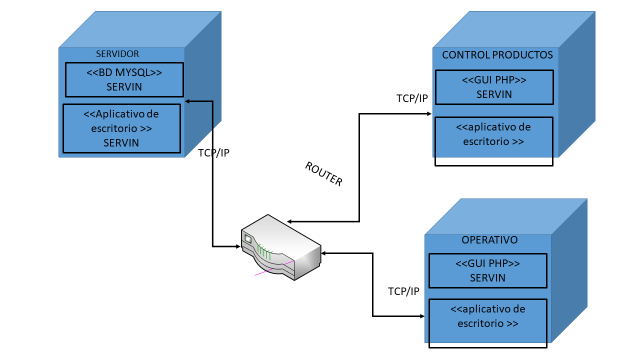 SERVIDOR
<<BD MYSQL>>
SERVIN
<<Aplicativo de
escritorio >>
SERVIN
TCP/IP
ROUTER
CONTROL PRODUCTOS
<<GUI PHP>>
SERVIN
<<aplicativo de
escritorio >>
TCP/IP
OPERATIVO
<<GUI PHP>>
SERVIN
<<aplicativo de
escritorio >>
TCP/IP